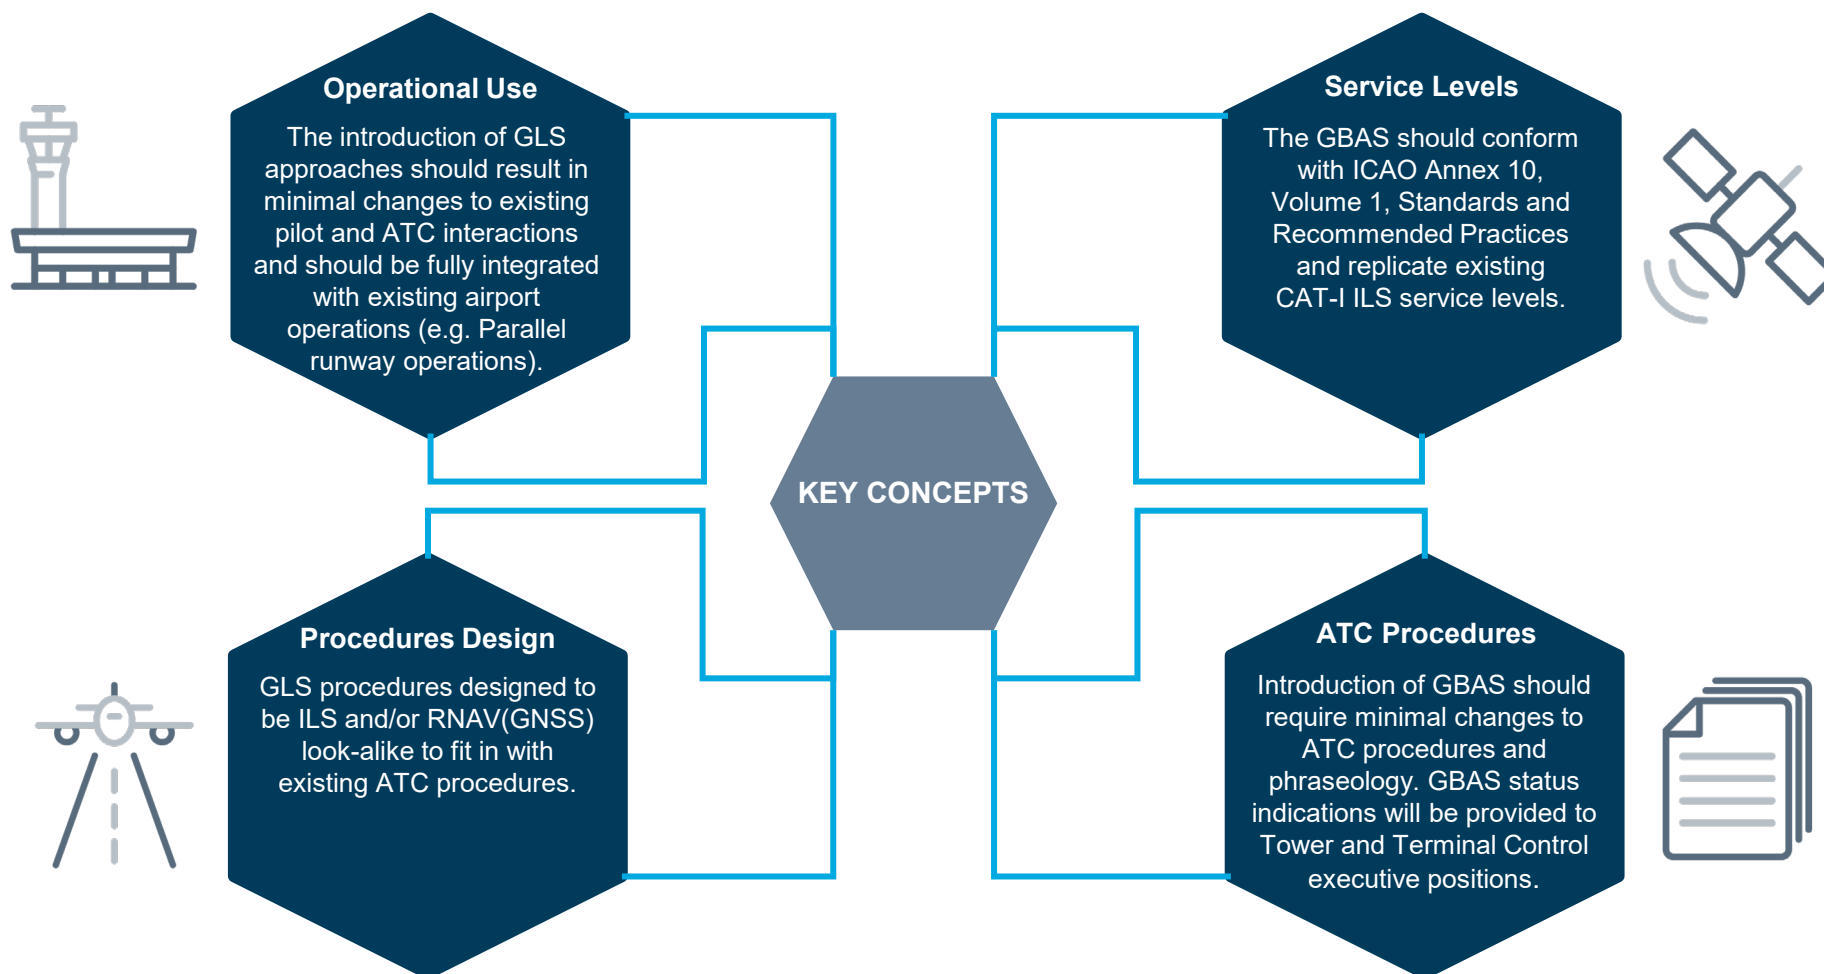 Operational Use
The introduction of GLS
approaches should result in
minimal changes to existing
pilot and ATC interactions
and should be fully integrated
with existing airport
operations (e.g. Parallel
runway operations).
Service Levels
The GBAS should conform
with ICAO Annex 10,
Volume 1, Standards and
Recommended Practices
and replicate existing
CAT-I ILS service levels.
KEY CONCEPTS
Procedures Design
GLS procedures designed to
be ILS and/or RNAV(GNSS)
look-alike to fit in with
existing ATC procedures.
ATC Procedures
Introduction of GBAS should
require minimal changes to
ATC procedures and
phraseology. GBAS status
indications will be provided to
Tower and Terminal Control
executive positions.